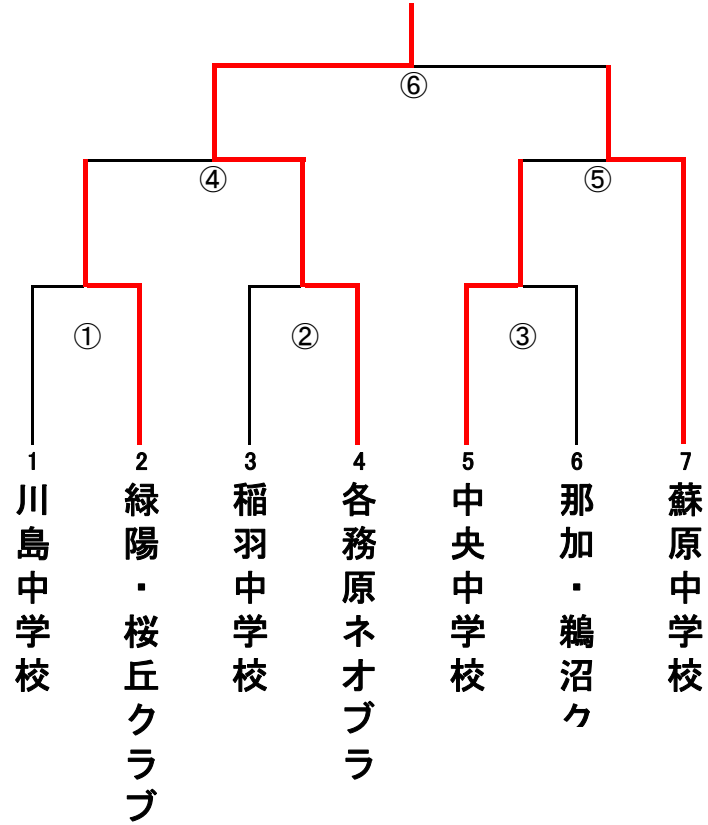 ⑥
④
⑤
①
②
③
1
2
3
4
5
6
7
川島中学校
緑陽・桜丘クラブ
稲羽中学校
各務原ネオブラ
中央中学校
那加・鵜沼ク
蘇原中学校